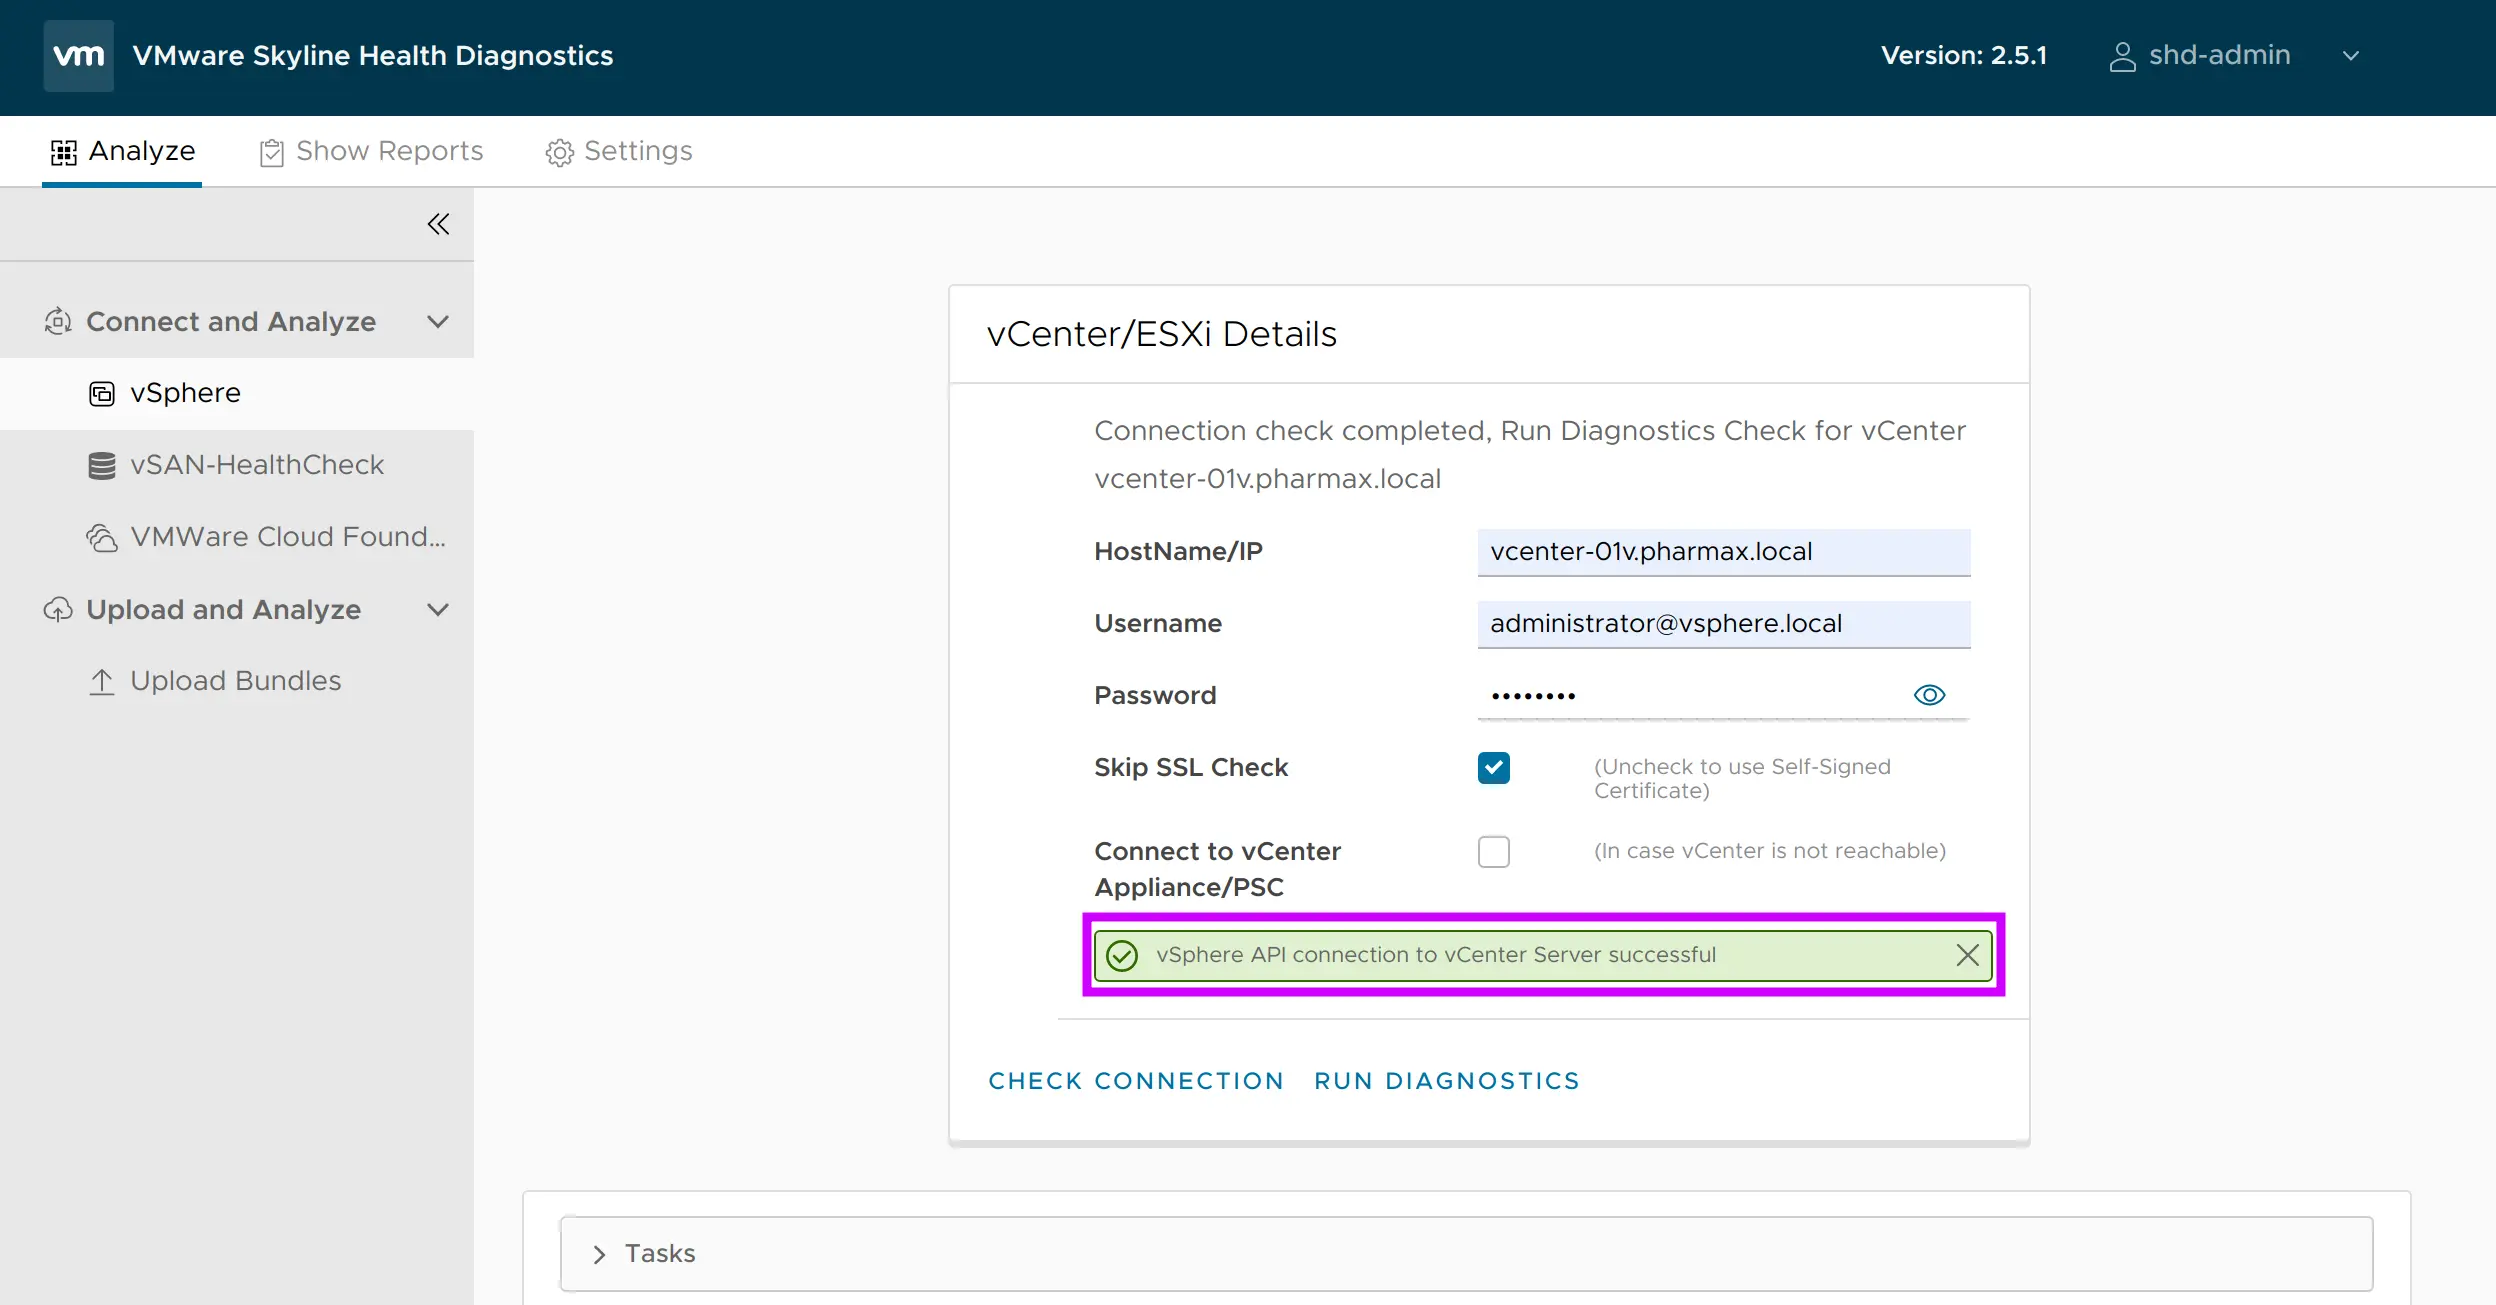 vm VMware Skyline Health Diagnostics Version: 2.5.1 shd-admin
Analyze Show Reports Settings
Connect and Analyze
vSphere
vSAN-HealthCheck
VMWare Cloud Found...
Upload and Analyze
Upload Bundles
vCenter/ESXi Details
Connection check completed, Run Diagnostics Check for vCenter
vcenter-01v.pharmax.local
HostName/IP vcenter-01v.pharmax.local
Username administrator@vsphere.local
Password ••••••••
Skip SSL Check (Uncheck to use Self-Signed
Certificate)
Connect to vCenter (In case vCenter is not reachable)
Appliance/PSC
vSphere API connection to vCenter Server successful
CHECK CONNECTION RUN DIAGNOSTICS
Tasks